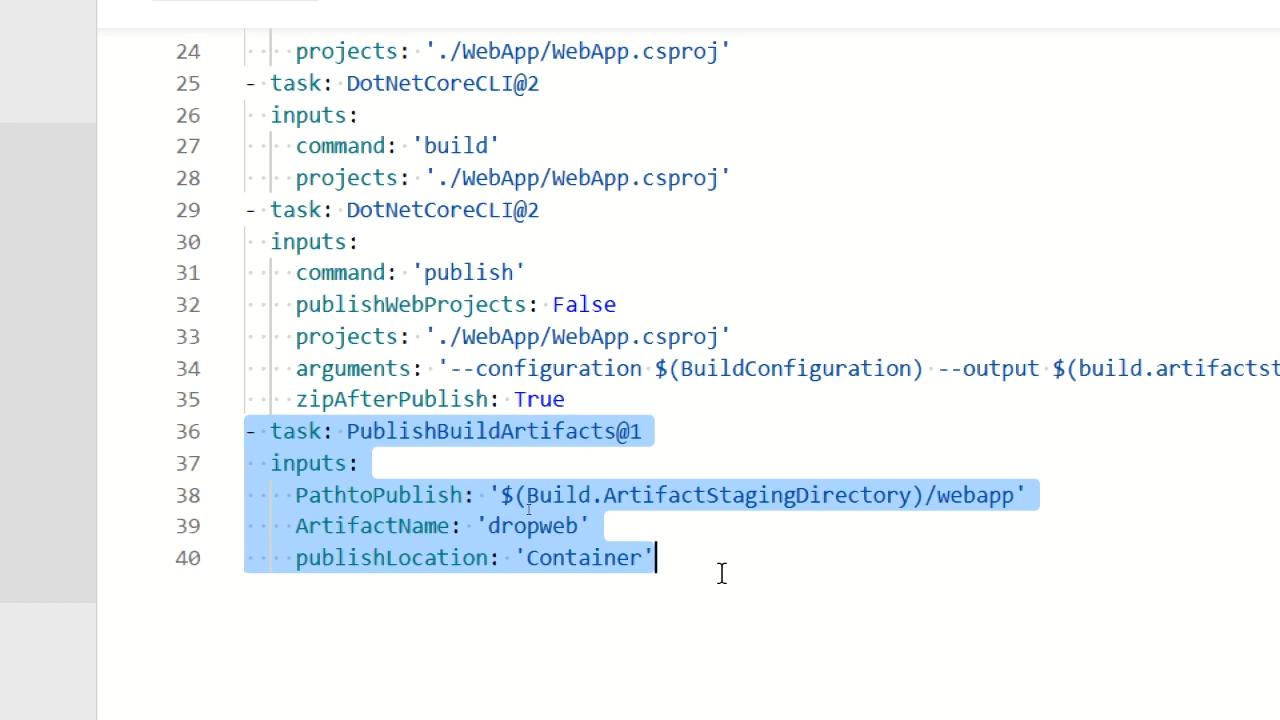 24 projects: './WebApp/WebApp.csproj'
25 - task: DotNetCoreCLI@2
26 inputs:
27 command: 'build'
28 projects: './WebApp/WebApp.csproj'
29 - task: DotNetCoreCLI@2
30 inputs:
31 command: 'publish'
32 publishWebProjects: False
33 projects: './WebApp/WebApp.csproj'
34 arguments: '--configuration $(BuildConfiguration) --output $(build.artifactst
35 zipAfterPublish: True
36 - task: PublishBuildArtifacts@1
37 inputs:
38 PathtoPublish: '$(Build.ArtifactStagingDirectory)/webapp'
39 ArtifactName: 'dropweb'
40 publishLocation: 'Container'